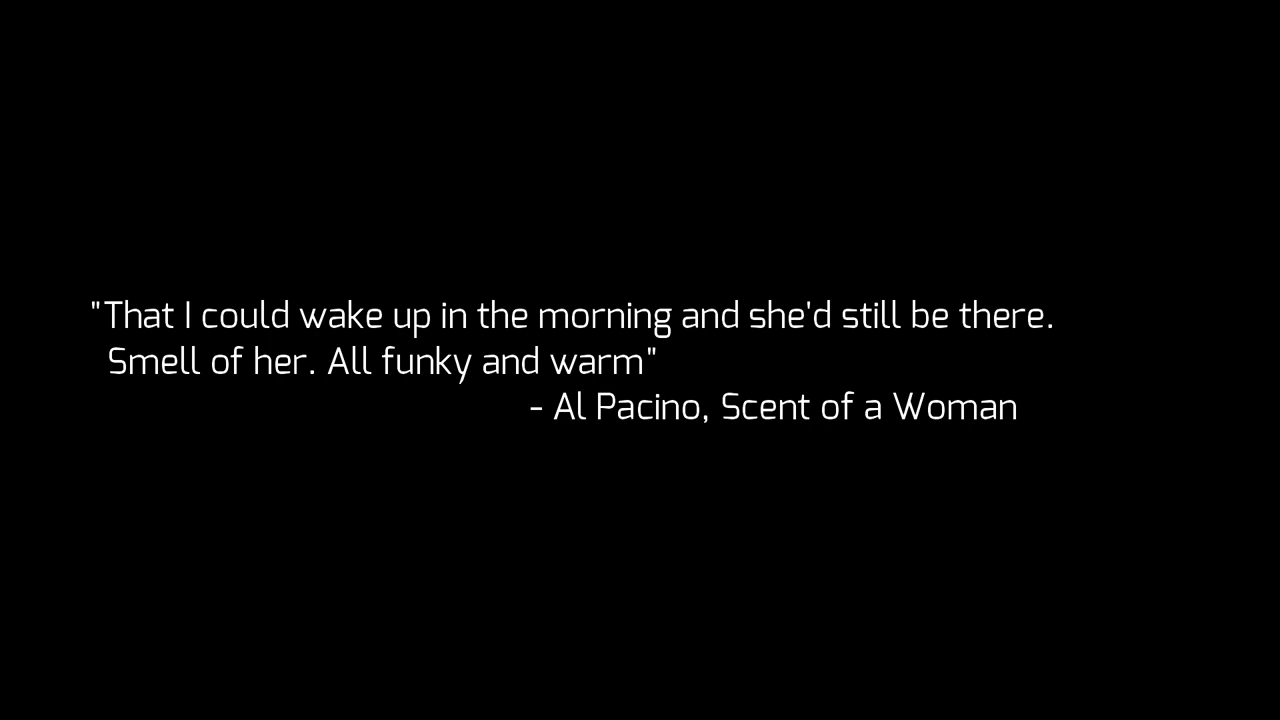 "That I could wake up in the morning and she'd still be there.
Smell of her. All funky and warm"
- Al Pacino, Scent of a Woman